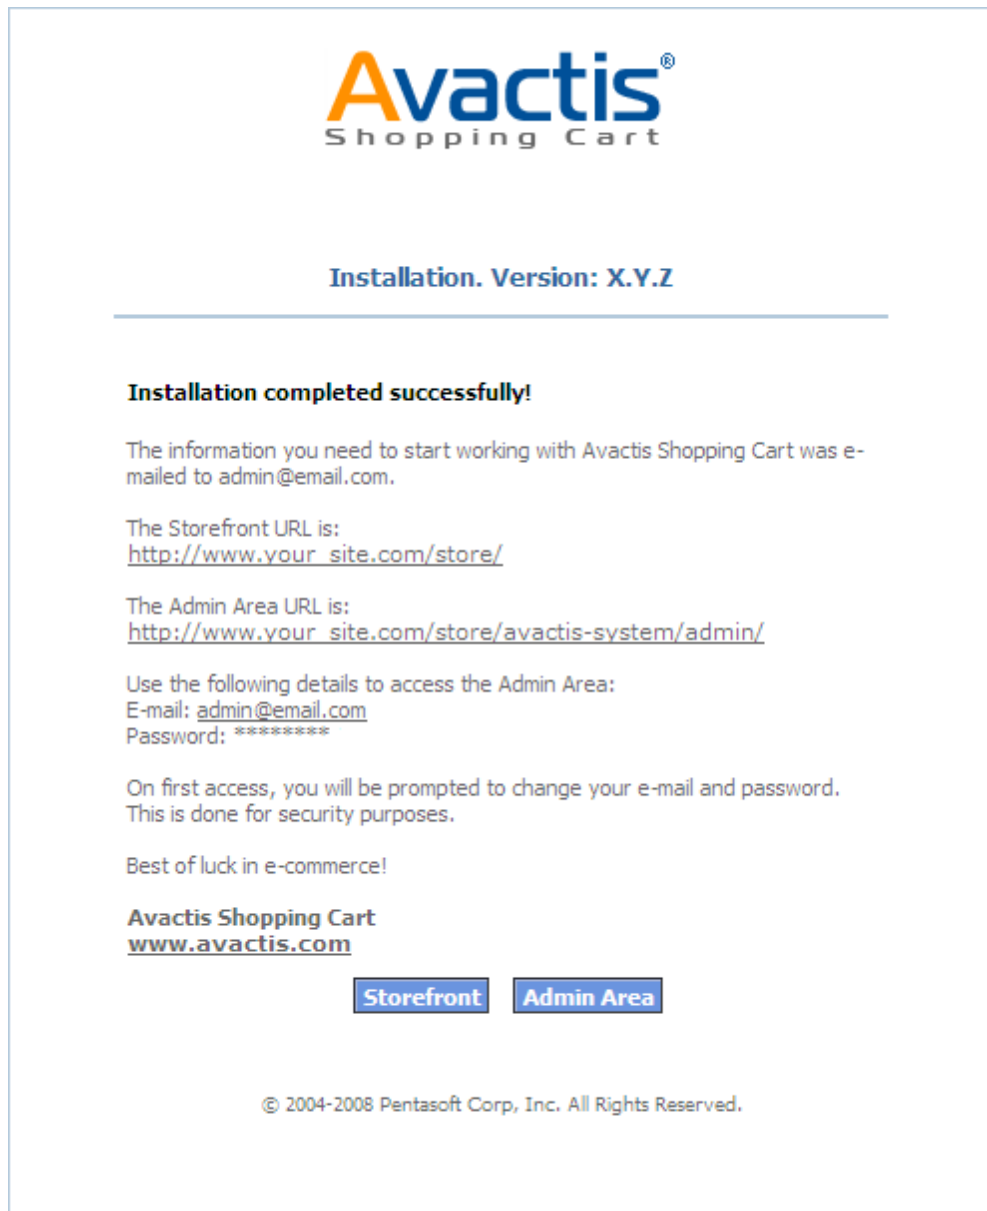 Avactis®
Shopping Cart
Installation. Version: X.Y.Z
Installation completed successfully!
The information you need to start working with Avactis Shopping Cart was e-
mailed to admin@email.com.
The Storefront URL is:
http://www.your_site.com/store/
The Admin Area URL is:
http://www.your_site.com/store/avactis-system/admin/
Use the following details to access the Admin Area:
E-mail: admin@email.com
Password: ********
On first access, you will be prompted to change your e-mail and password.
This is done for security purposes.
Best of luck in e-commerce!
Avactis Shopping Cart
www.avactis.com
Storefront Admin Area
© 2004-2008 Pentasoft Corp, Inc. All Rights Reserved.